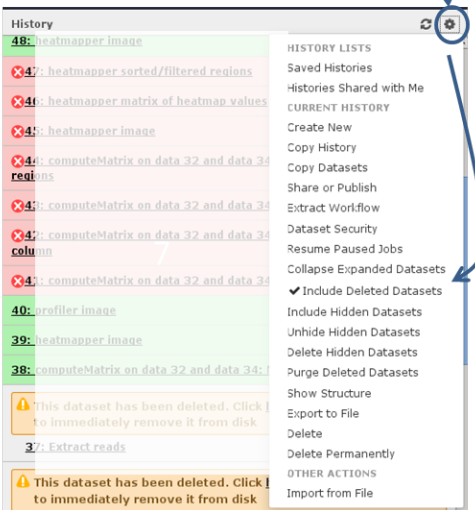 History
48: heatmapper image
47: heatmapper sorted/filtered regions
46: heatmapper matrix of heatmap values
45: heatmapper image
44: computeMatrix on data 32 and data 34
regions
43: computeMatrix on data 32 and data 34
42: computeMatrix on data 32 and data 34
column
41: computeMatrix on data 32 and data 34
7
40: profiler image
39: heatmapper image
38: computeMatrix on data 32 and data 34:
This dataset has been deleted. Click
to immediately remove it from disk
37: Extract reads
This dataset has been deleted. Click
to immediately remove it from disk
HISTORY LISTS
Saved Histories
Histories Shared with Me
CURRENT HISTORY
Create New
Copy History
Copy Datasets
Share or Publish
Extract Workflow
Dataset Security
Resume Paused Jobs
Collapse Expanded Datasets
✔Include Deleted Datasets
Include Hidden Datasets
Unhide Hidden Datasets
Delete Hidden Datasets
Purge Deleted Datasets
Show Structure
Export to File
Delete
Delete Permanently
OTHER ACTIONS
Import from File